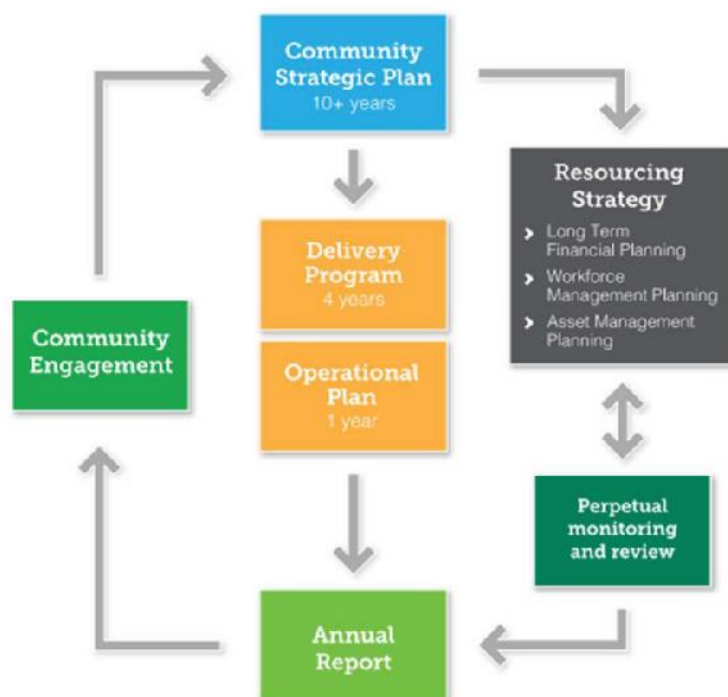 Community
Strategic Plan
10+ years
Resourcing
Strategy
Long Term
Financial Planning
Workforce
Management Planning
Asset Management
Planning
Delivery
Program
4 years
Community
Engagement
Operational
Plan
1 year
Perpetual
monitoring
and review
Annual
Report